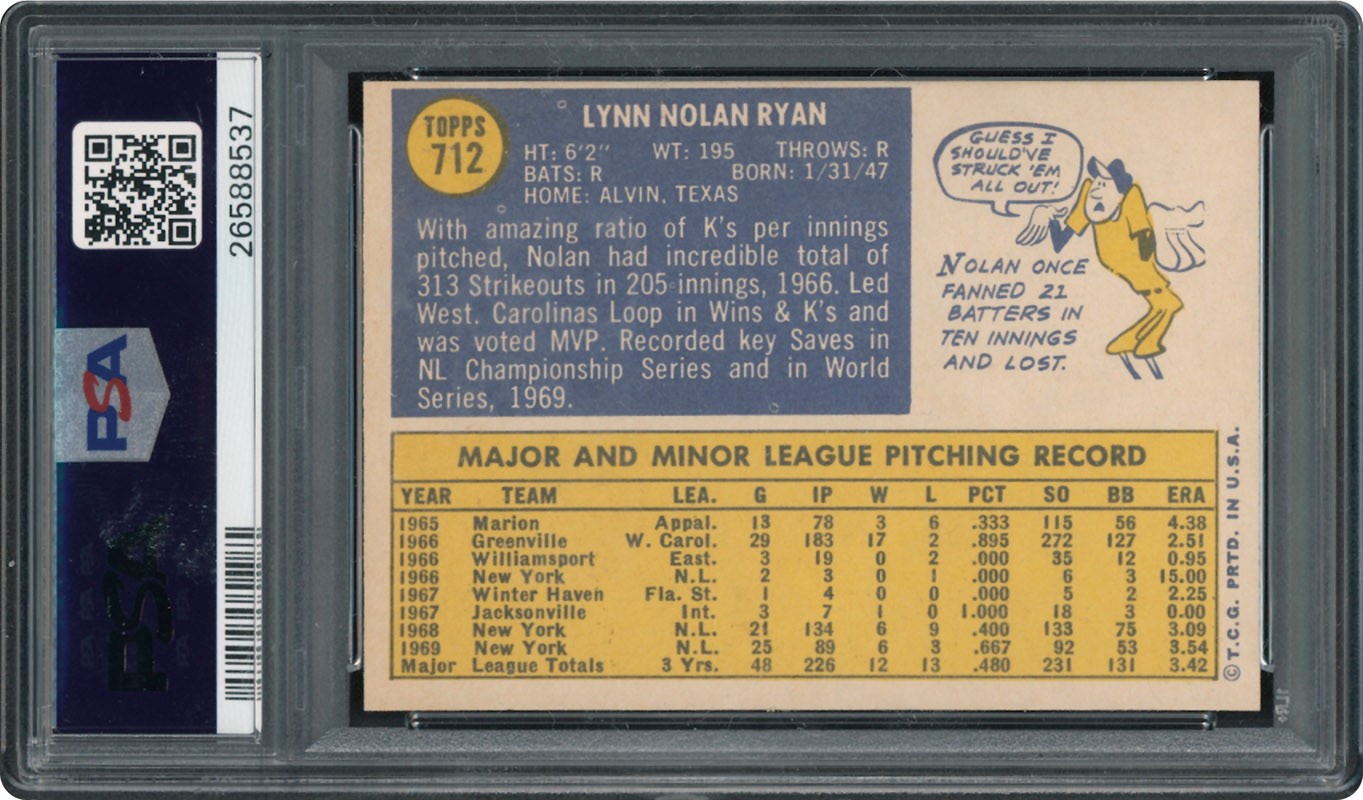 26588537
PSA
PSA
TOPPS
712
LYNN NOLAN RYAN
HT: 6'2" WT: 195 THROWS: R
BATS: R BORN: 1/31/47
HOME: ALVIN, TEXAS
With amazing ratio of K's per innings
pitched, Nolan had incredible total of
313 Strikeouts in 205 innings, 1966. Led
West. Carolinas Loop in Wins & K's and
was voted MVP. Recorded key Saves in
NL Championship Series and in World
Series, 1969.
GUESS I
SHOULD'VE
STRUCK 'EM
ALL OUT!
NOLAN ONCE
FANNED 21
BATTERS IN
TEN INNINGS
AND LOST.
MAJOR AND MINOR LEAGUE PITCHING RECORD
YEAR TEAM LEA. G IP W L PCT SO BB ERA
1965 Marion Appal. 13 78 3 6 .333 115 56 4.38
1966 Greenville W. Carol. 29 183 17 2 .895 272 127 2.51
1966 Williamsport East. 3 19 0 2 .000 35 12 0.95
1966 New York N.L. 2 3 0 1 .000 6 3 15.00
1967 Winter Haven Fla. St. 1 4 0 0 .000 5 2 2.25
1967 Jacksonville Int. 3 7 1 0 1.000 18 3 0.00
1968 New York N.L. 21 134 6 9 .400 133 75 3.09
1969 New York N.L. 25 89 6 3 .667 92 53 3.54
Major League Totals 3 Yrs. 48 226 12 13 .480 231 131 3.42
© T.C.G. PRTD. IN U.S.A.